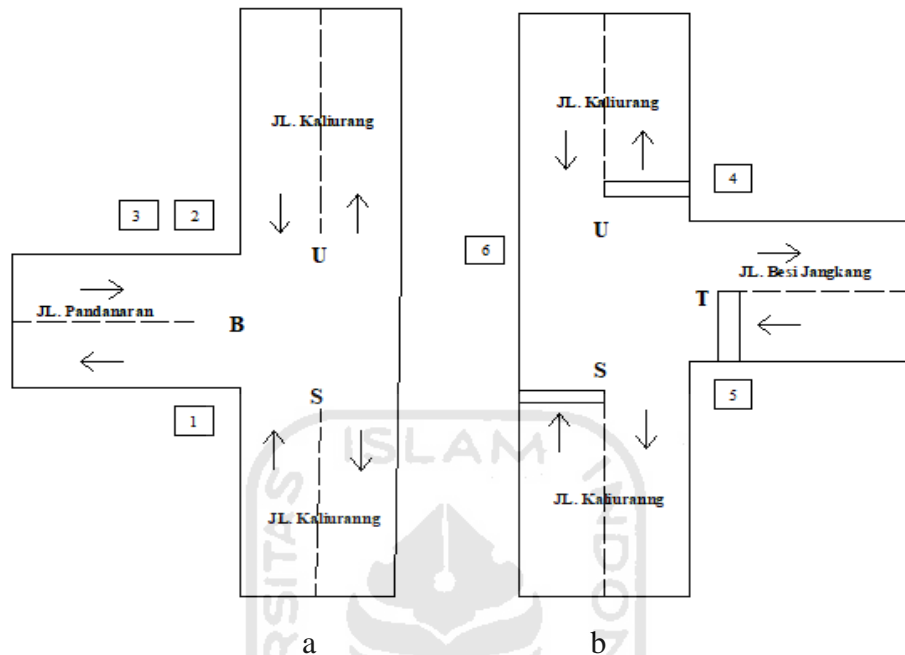 JL. Kaliurang
3
2
U
JL. Pandanaran
B
S
1
JL. Kaliuranng
a
JL. Kaliurang
4
U
6
JL. Besi Jangkang
T
S
5
JL. Kaliuranng
b
ISLAM